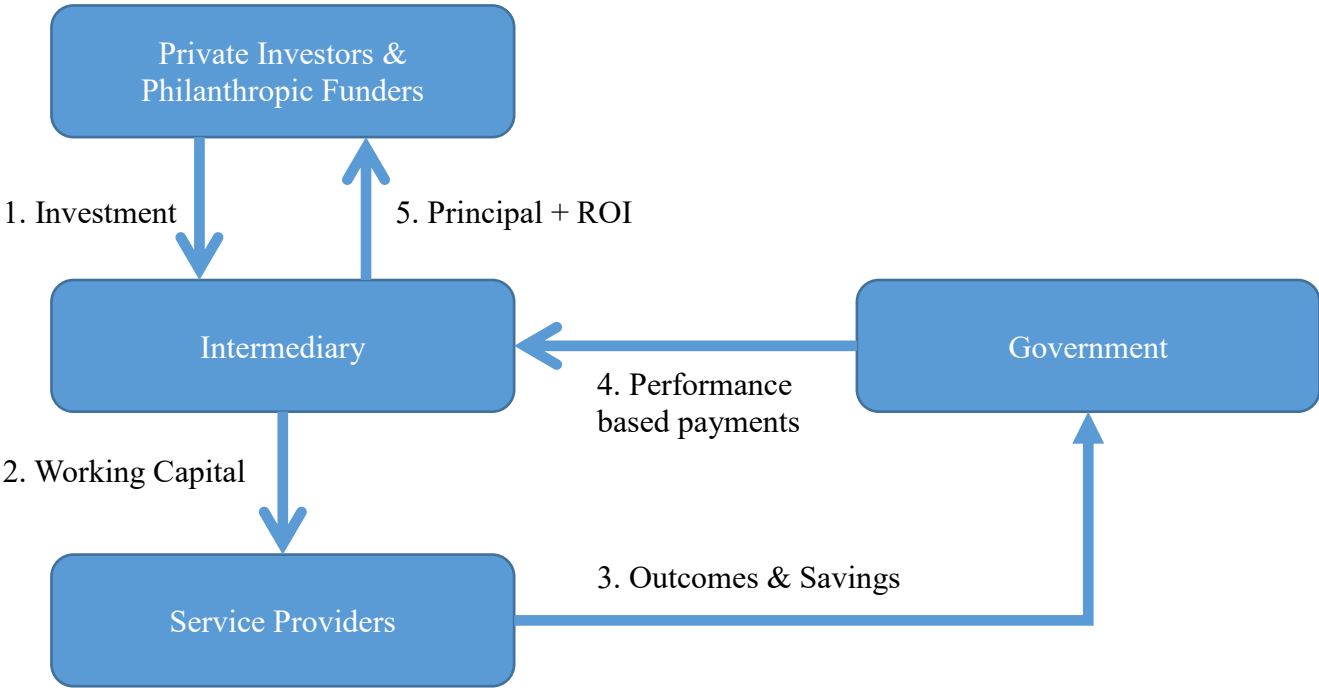 Private Investors &
Philanthropic Funders
1. Investment
5. Principal + ROI
Intermediary
Government
4. Performance
based payments
2. Working Capital
3. Outcomes & Savings
Service Providers